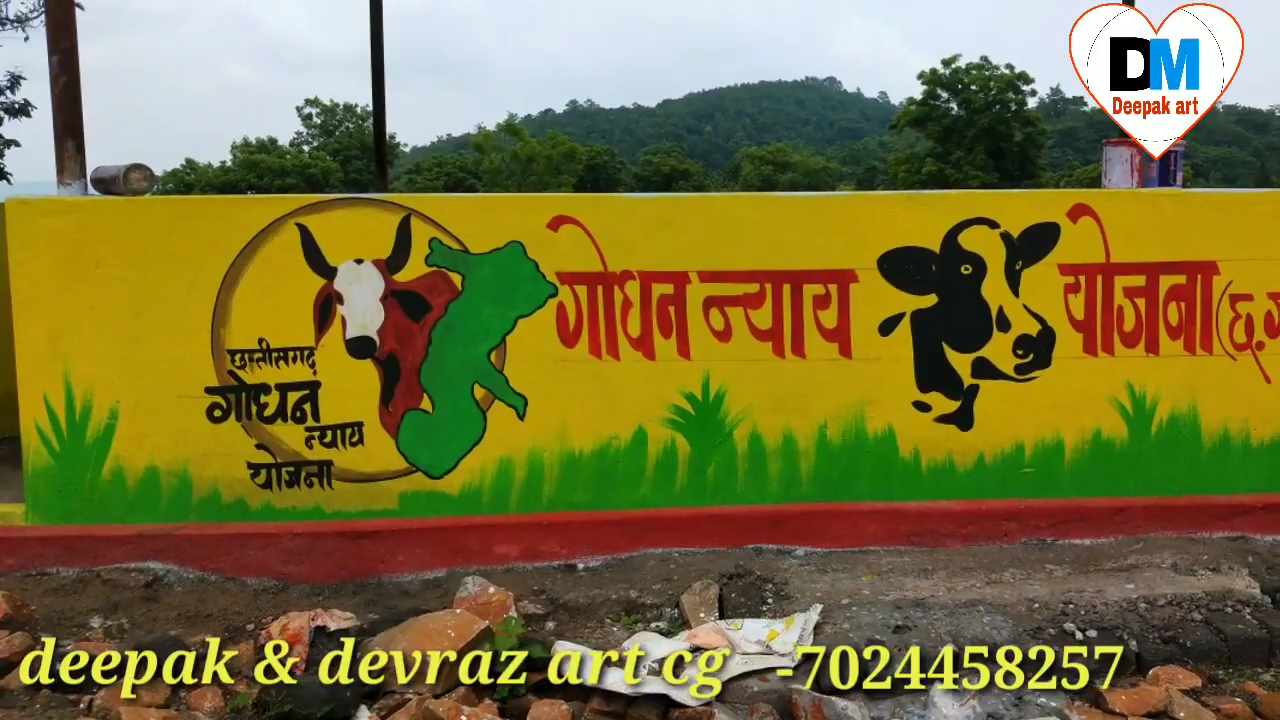 DM
Deepak art
गोधन न्याय योजना (छ.ग
छत्तीसगढ़
गोधन
न्याय
योजना
deepak & devraz art cg -7024458257